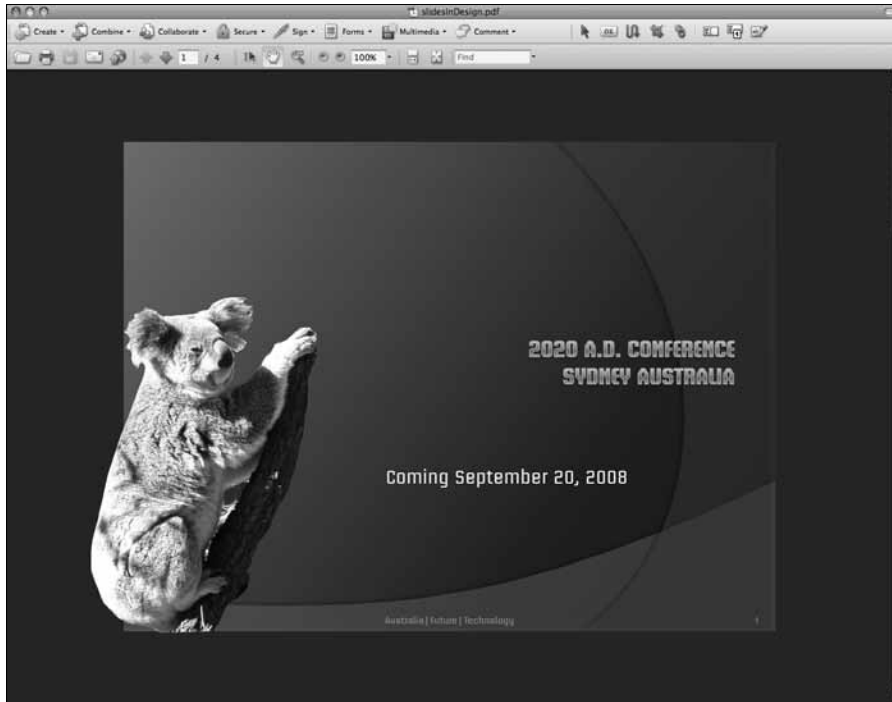 slidesInDesign.pdf
Create Combine Collaborate Secure Sign Forms Multimedia Comment
1 / 4 100% Find
2020 A.D. CONFERENCE
SYDNEY AUSTRALIA
Coming September 20, 2008
Australia | Future | Technology 1